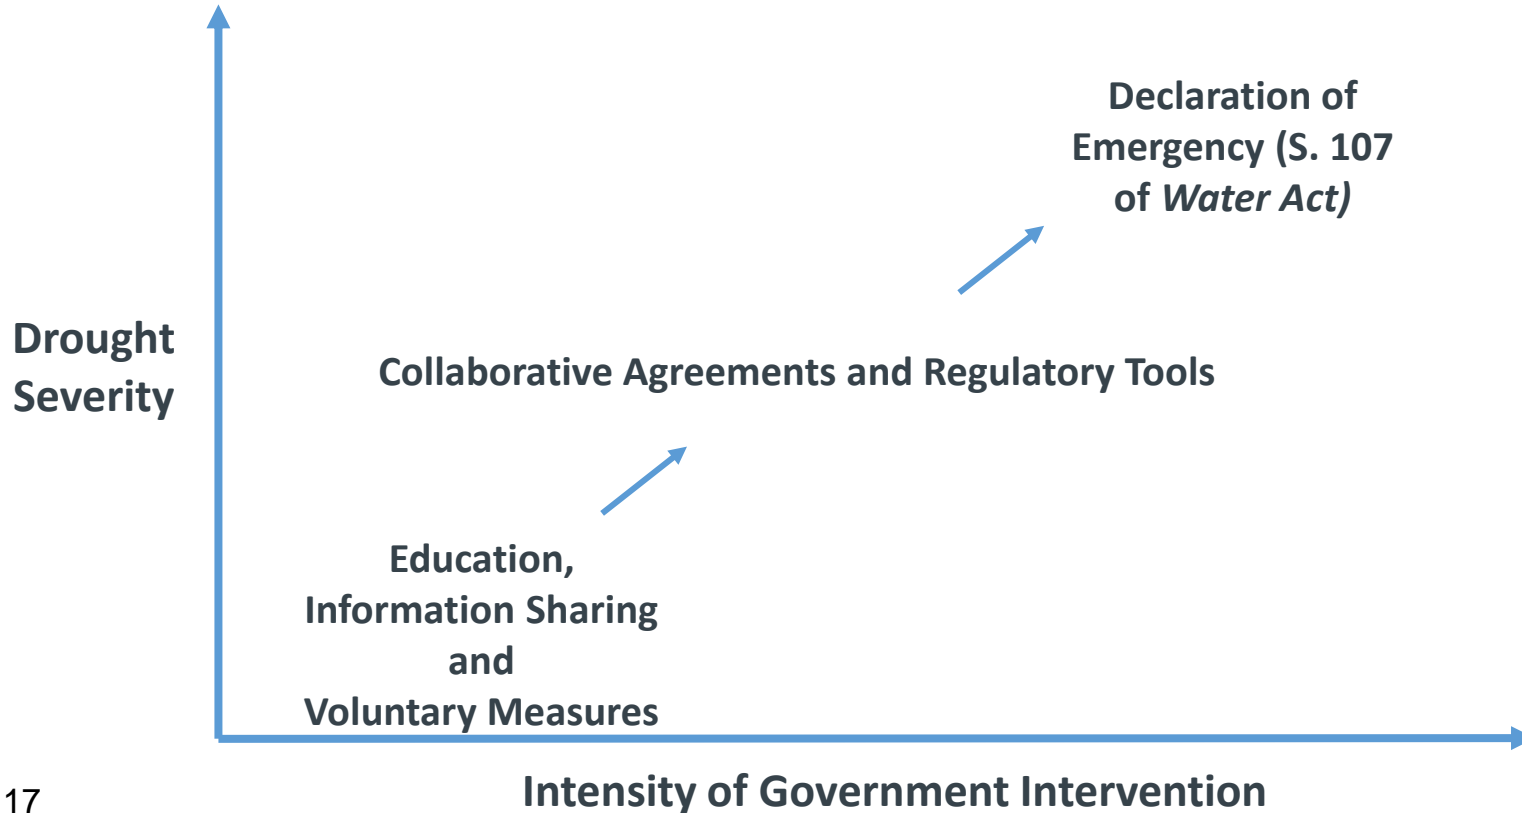 Declaration of
Emergency (S. 107
of Water Act)
Drought
Severity
Collaborative Agreements and Regulatory Tools
Education,
Information Sharing
and
Voluntary Measures
Intensity of Government Intervention
17